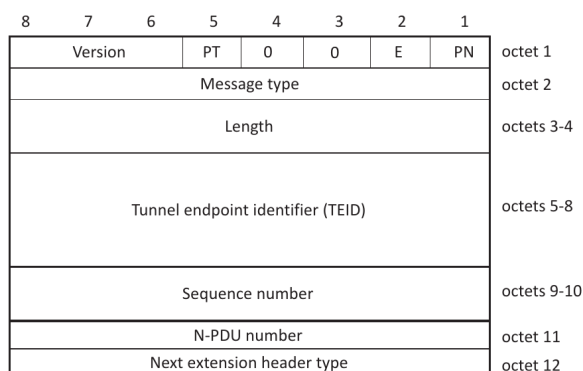 8 7 6 5 4 3 2 1
Version PT 0 0 E PN octet 1
Message type octet 2
Length octets 3-4
Tunnel endpoint identifier (TEID) octets 5-8
Sequence number octets 9-10
N-PDU number octet 11
Next extension header type octet 12